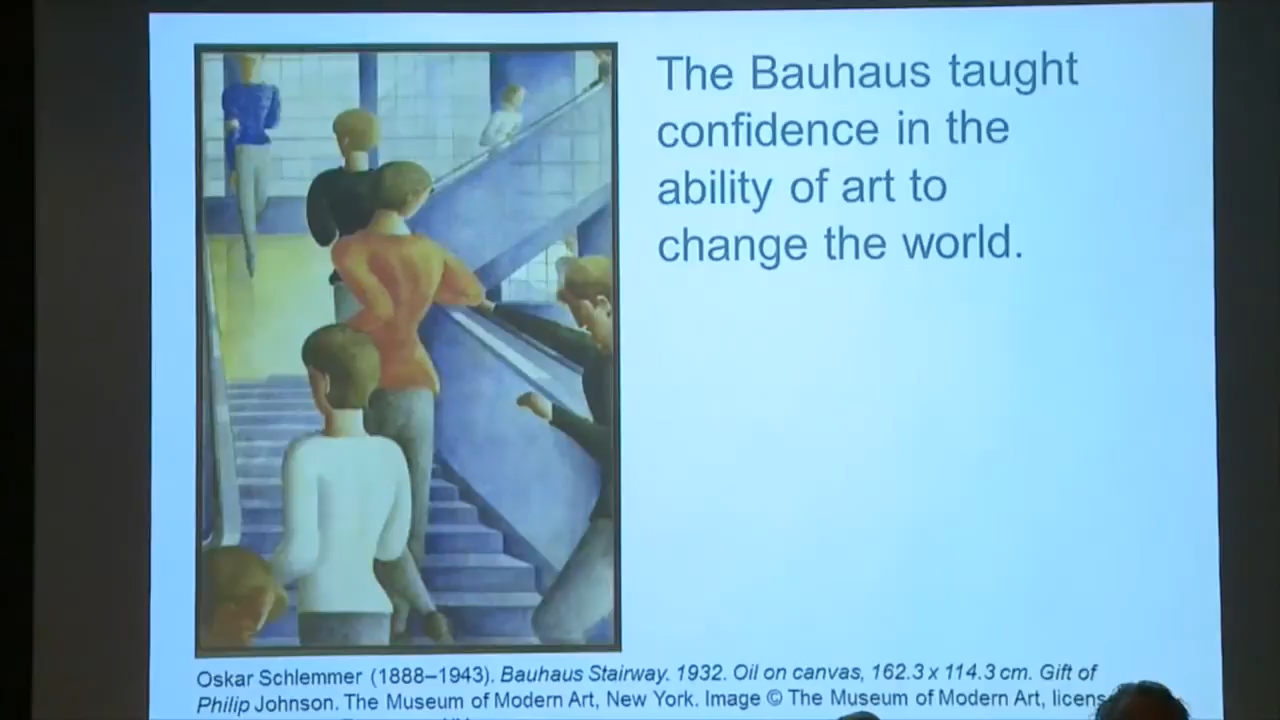 The Bauhaus taught
confidence in the
ability of art to
change the world.
Oskar Schlemmer (1888–1943). Bauhaus Stairway. 1932. Oil on canvas, 162.3 x 114.3 cm. Gift of
Philip Johnson. The Museum of Modern Art, New York. Image © The Museum of Modern Art, licens